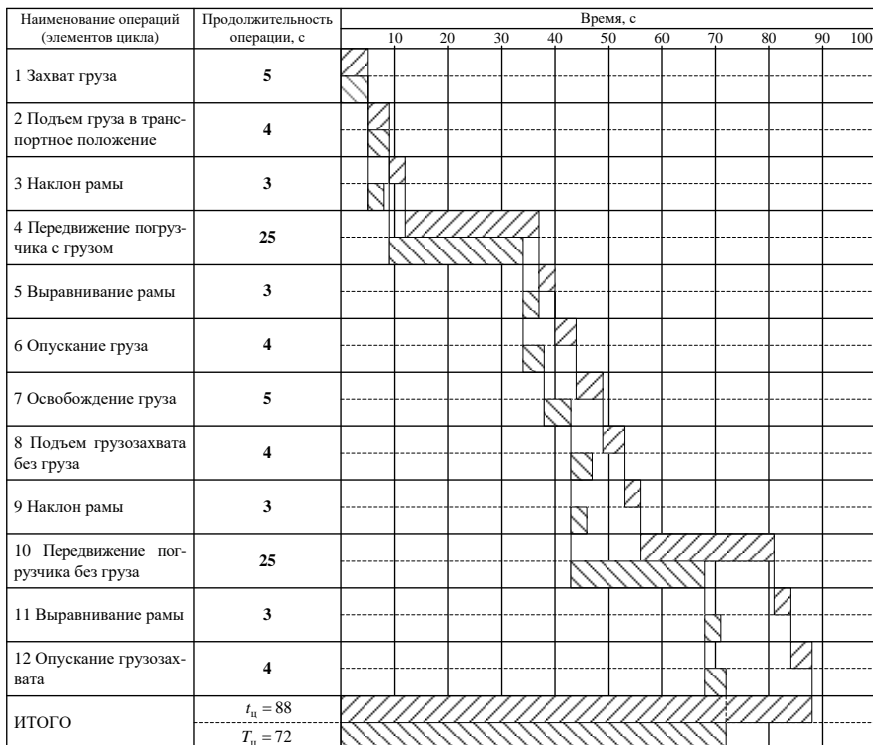 Наименование операций
(элементов цикла)
Продолжительность
операции, с
Время, с
10 20 30 40 50 60 70 80 90 100
1 Захват груза
5
2 Подъем груза в транс-
портное положение
4
3 Наклон рамы
3
4 Передвижение погруз-
чика с грузом
25
5 Выравнивание рамы
3
6 Опускание груза
4
7 Освобождение груза
5
8 Подъем грузозахвата
без груза
4
9 Наклон рамы
3
10 Передвижение пог-
рузчика без груза
25
11 Выравнивание рамы
3
12 Опускание грузозах-
вата
4
ИТОГО
tц = 88
Tц = 72